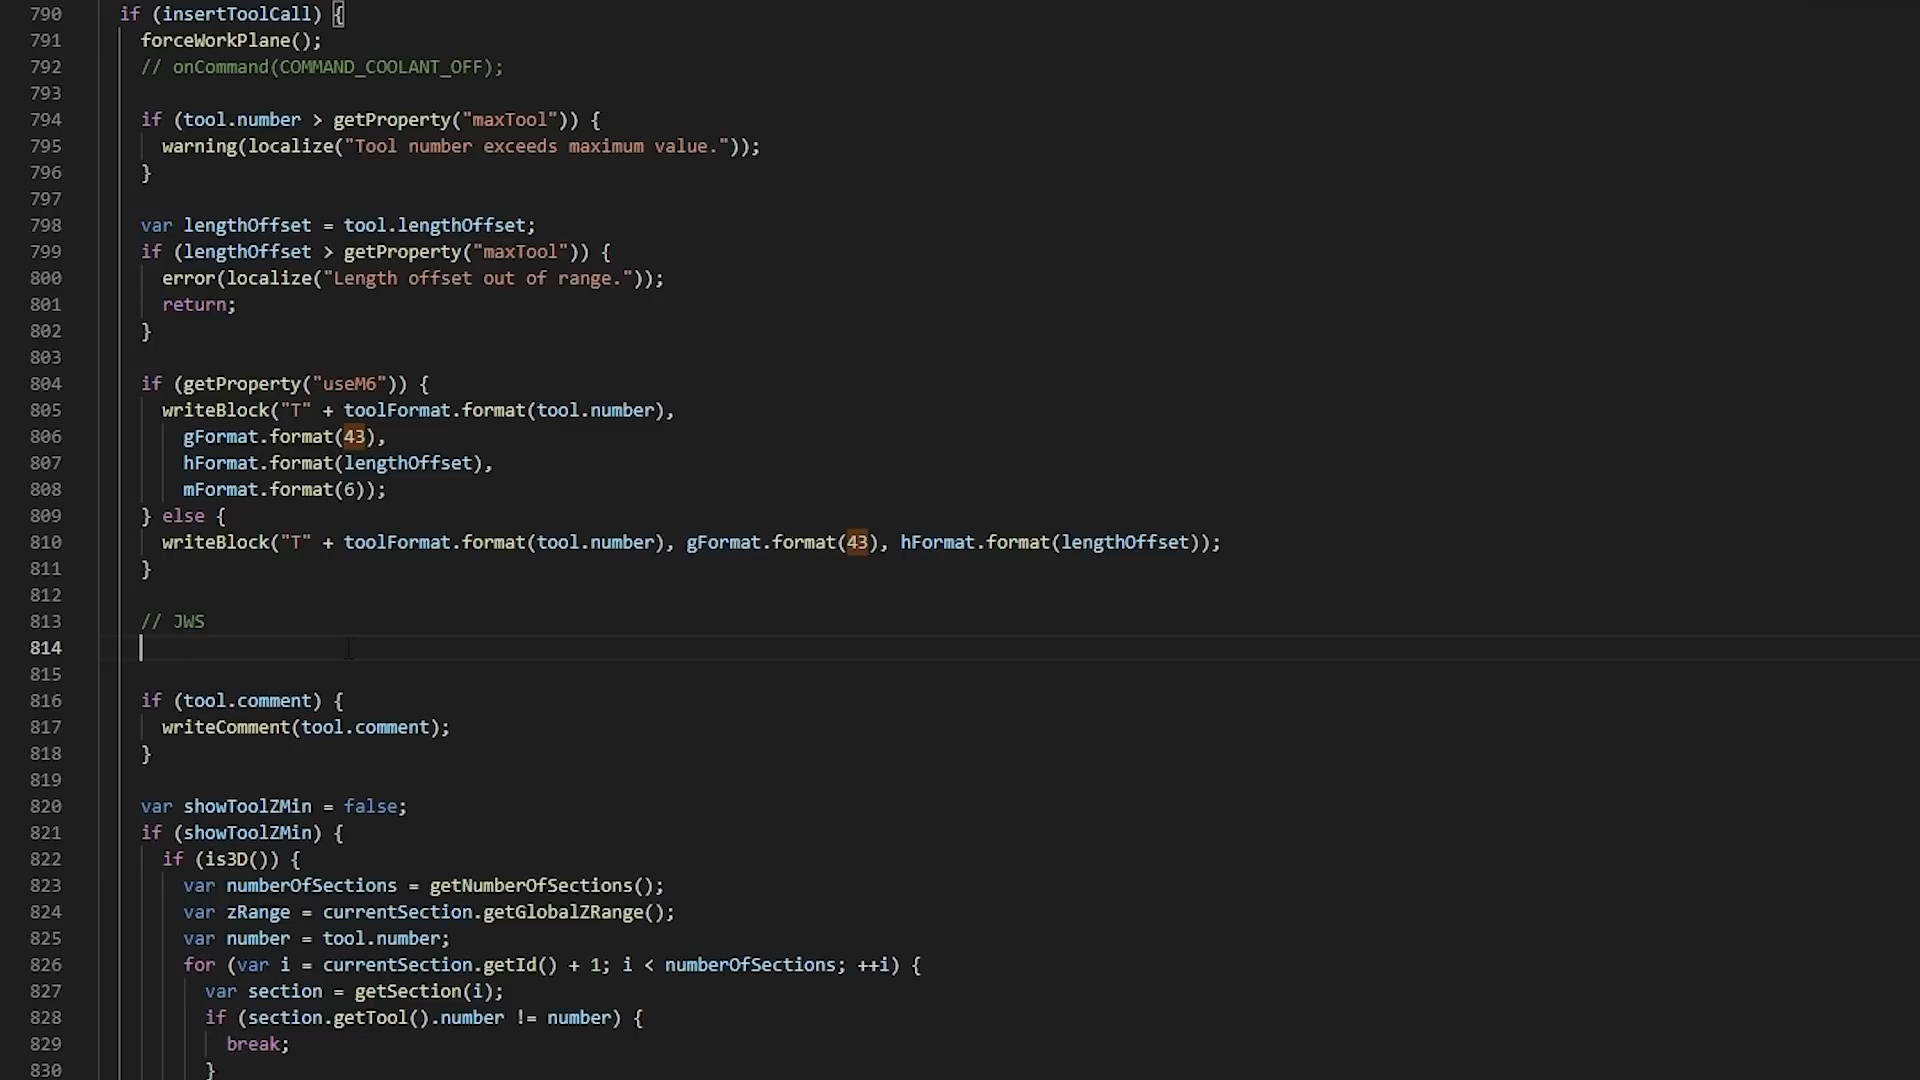 790 if (insertToolCall) {
791 forceWorkPlane();
792 // onCommand(COMMAND_COOLANT_OFF);
793
794 if (tool.number > getProperty("maxTool")) {
795 warning(localize("Tool number exceeds maximum value."));
796 }
797
798 var lengthOffset = tool.lengthOffset;
799 if (lengthOffset > getProperty("maxTool")) {
800 error(localize("Length offset out of range."));
801 return;
802 }
803
804 if (getProperty("useM6")) {
805 writeBlock("T" + toolFormat.format(tool.number),
806 gFormat.format(43),
807 hFormat.format(lengthOffset),
808 mFormat.format(6));
809 } else {
810 writeBlock("T" + toolFormat.format(tool.number), gFormat.format(43), hFormat.format(lengthOffset));
811 }
812
813 // JWS
814
815
816 if (tool.comment) {
817 writeComment(tool.comment);
818 }
819
820 var showToolZMin = false;
821 if (showToolZMin) {
822 if (is3D()) {
823 var numberOfSections = getNumberOfSections();
824 var zRange = currentSection.getGlobalZRange();
825 var number = tool.number;
826 for (var i = currentSection.getId() + 1; i < numberOfSections; ++i) {
827 var section = getSection(i);
828 if (section.getTool().number != number) {
829 break;
830 }